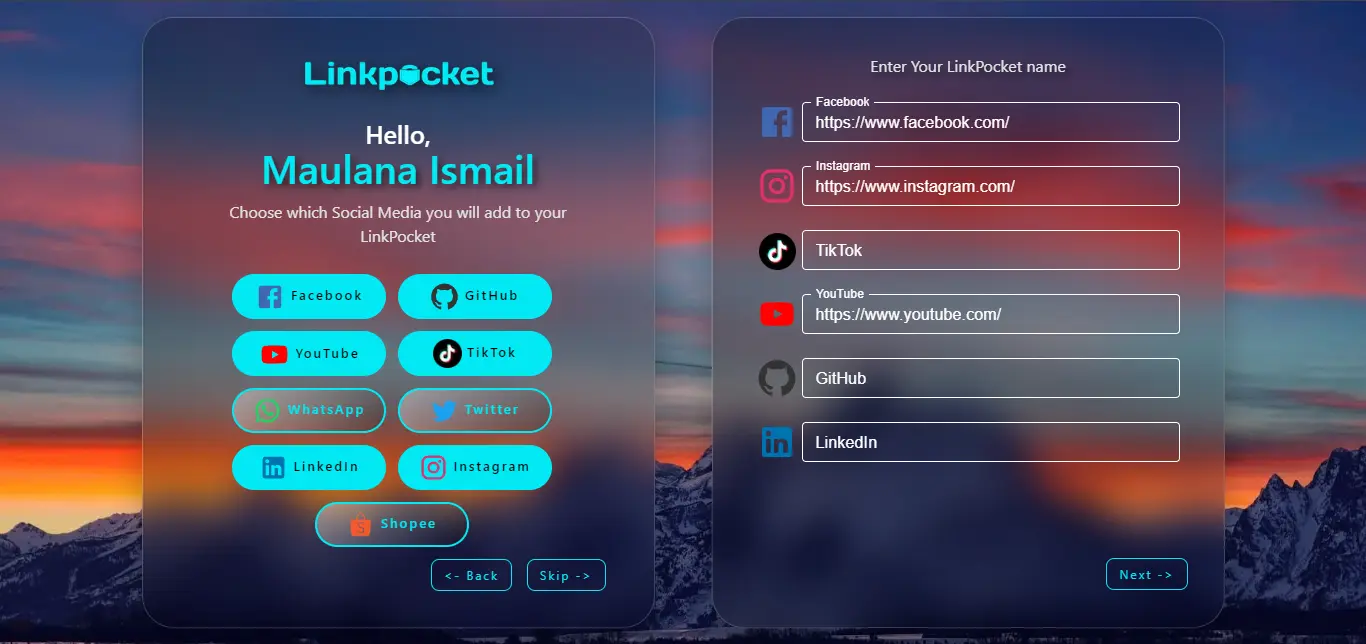 Linkpocket
Hello,
Maulana Ismail
Choose which Social Media you will add to your
LinkPocket
Facebook
GitHub
YouTube
TikTok
WhatsApp
Twitter
LinkedIn
Instagram
Shopee
<- Back
Skip ->
Enter Your LinkPocket name
Facebook
https://www.facebook.com/
Instagram
https://www.instagram.com/
TikTok
YouTube
https://www.youtube.com/
GitHub
LinkedIn
Next ->